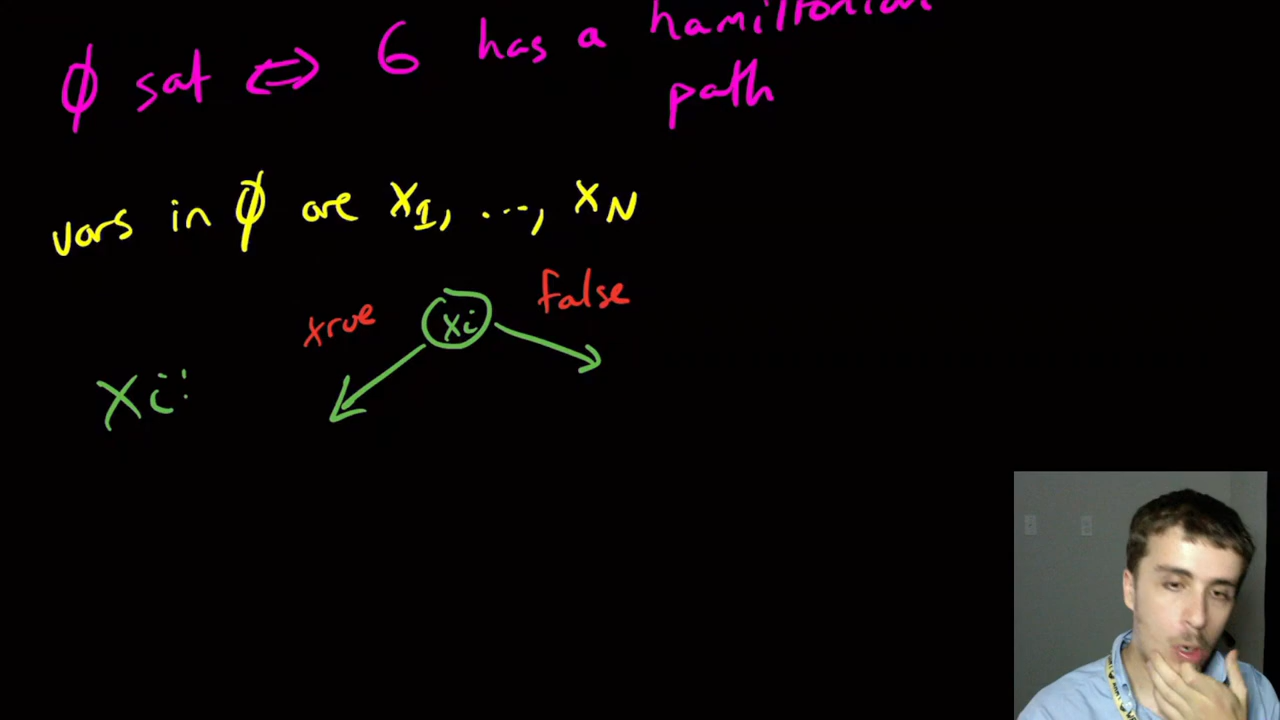 hamiltonian
ϕ sat ⇔ G has a
path
vars in ϕ are x1, ..., xN
true
xi
false
xi: